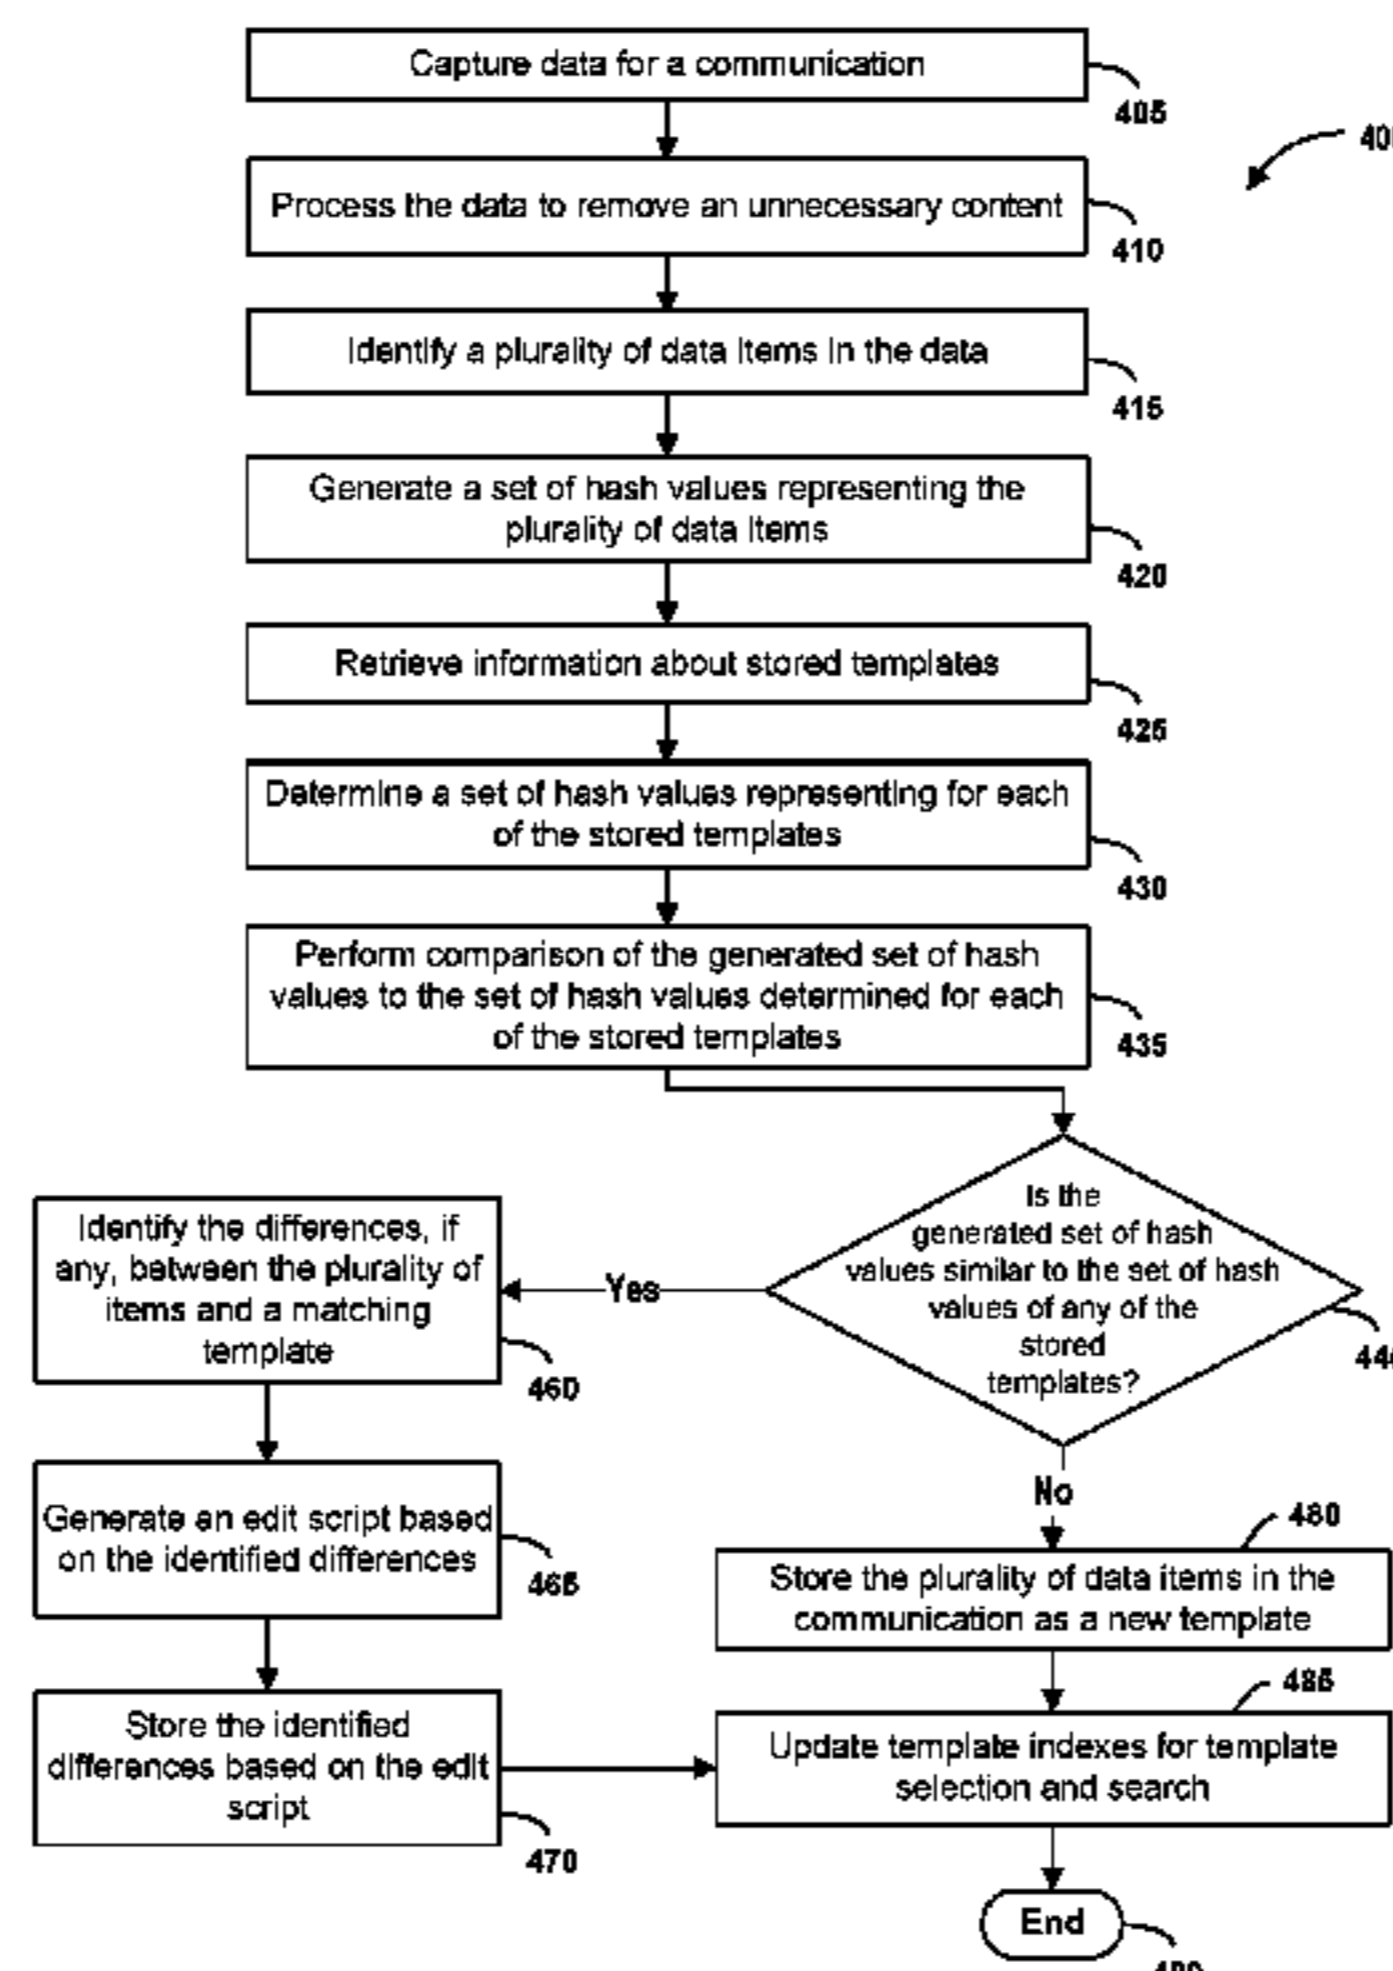 Capture data for a communication
405
400
Process the data to remove an unnecessary content
410
Identify a plurality of data items in the data
415
Generate a set of hash values representing the
plurality of data items
420
Retrieve information about stored templates
425
Determine a set of hash values representing for each
of the stored templates
430
Perform comparison of the generated set of hash
values to the set of hash values determined for each
of the stored templates
435
Is the
generated set of hash
values similar to the set of hash
values of any of the
stored
templates?
440
Yes
Identify the differences, if
any, between the plurality of
items and a matching
template
460
No
Generate an edit script based
on the identified differences
465
480
Store the plurality of data items in the
communication as a new template
Store the identified
differences based on the edit
script
470
485
Update template indexes for template
selection and search
End